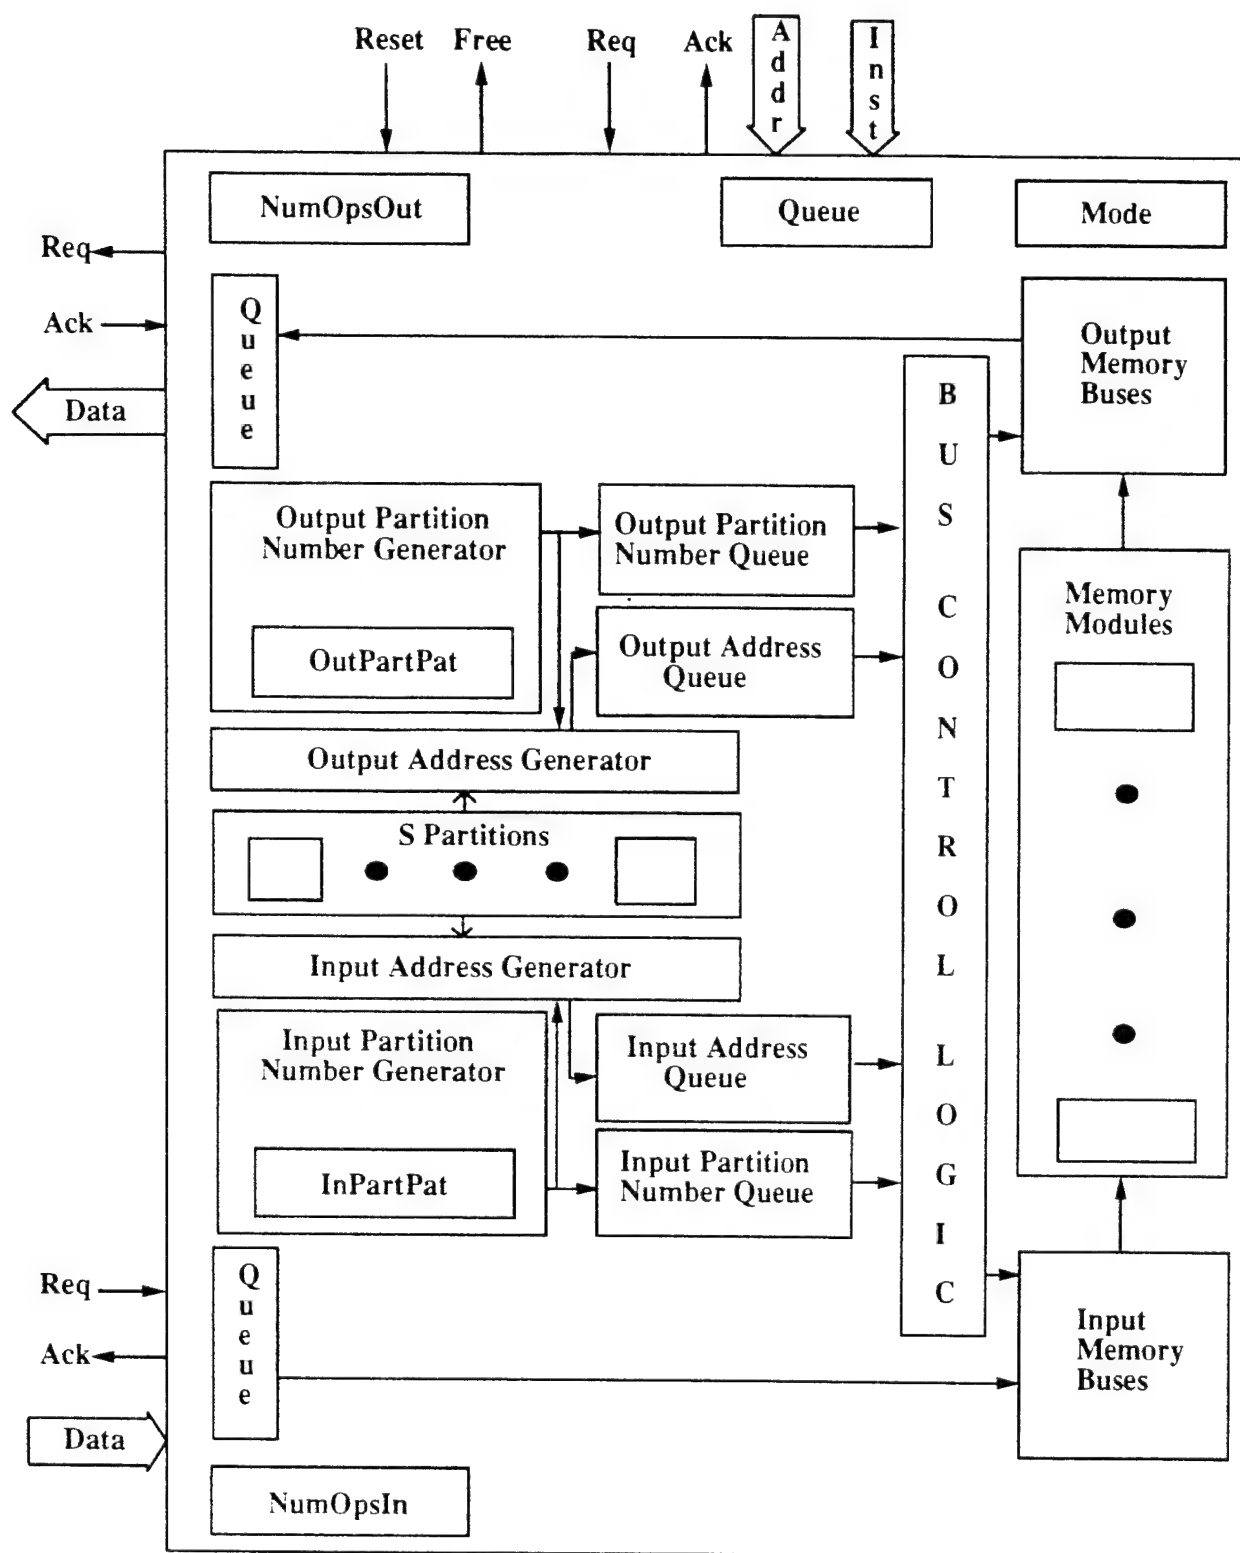 Reset Free Req Ack Addr Inst
NumOpsOut Queue Mode
Req
Ack
Data
Queue
Output
Memory
Buses
BUS CONTROL LOGIC
Output Partition
Number Generator
OutPartPat
Output Partition
Number Queue
Output Address
Queue
Memory
Modules
Output Address Generator
S Partitions
Input Address Generator
Input Partition
Number Generator
InPartPat
Input Address
Queue
Input Partition
Number Queue
Req
Ack
Data
Queue
Input
Memory
Buses
NumOpsIn